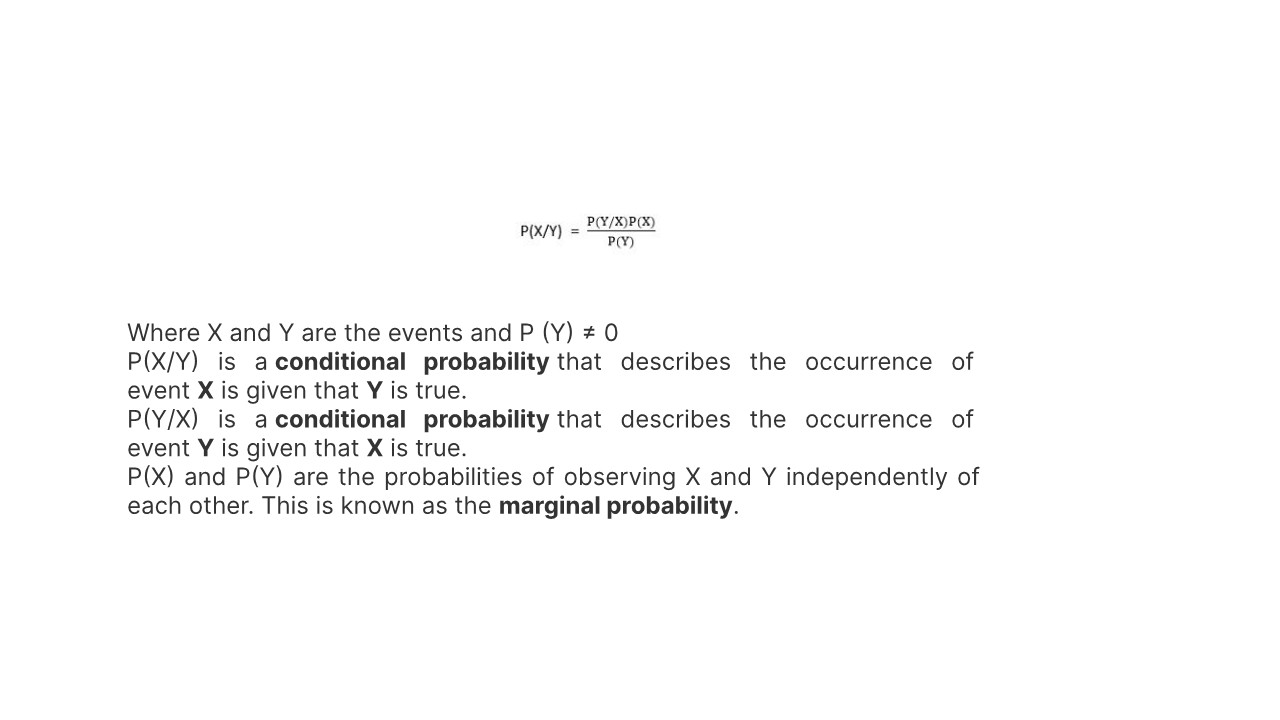 P(X/Y) = P(Y/X)P(X) / P(Y)
Where X and Y are the events and P (Y) ≠ 0
P(X/Y) is a conditional probability that describes the occurrence of
event X is given that Y is true.
P(Y/X) is a conditional probability that describes the occurrence of
event Y is given that X is true.
P(X) and P(Y) are the probabilities of observing X and Y independently of
each other. This is known as the marginal probability.